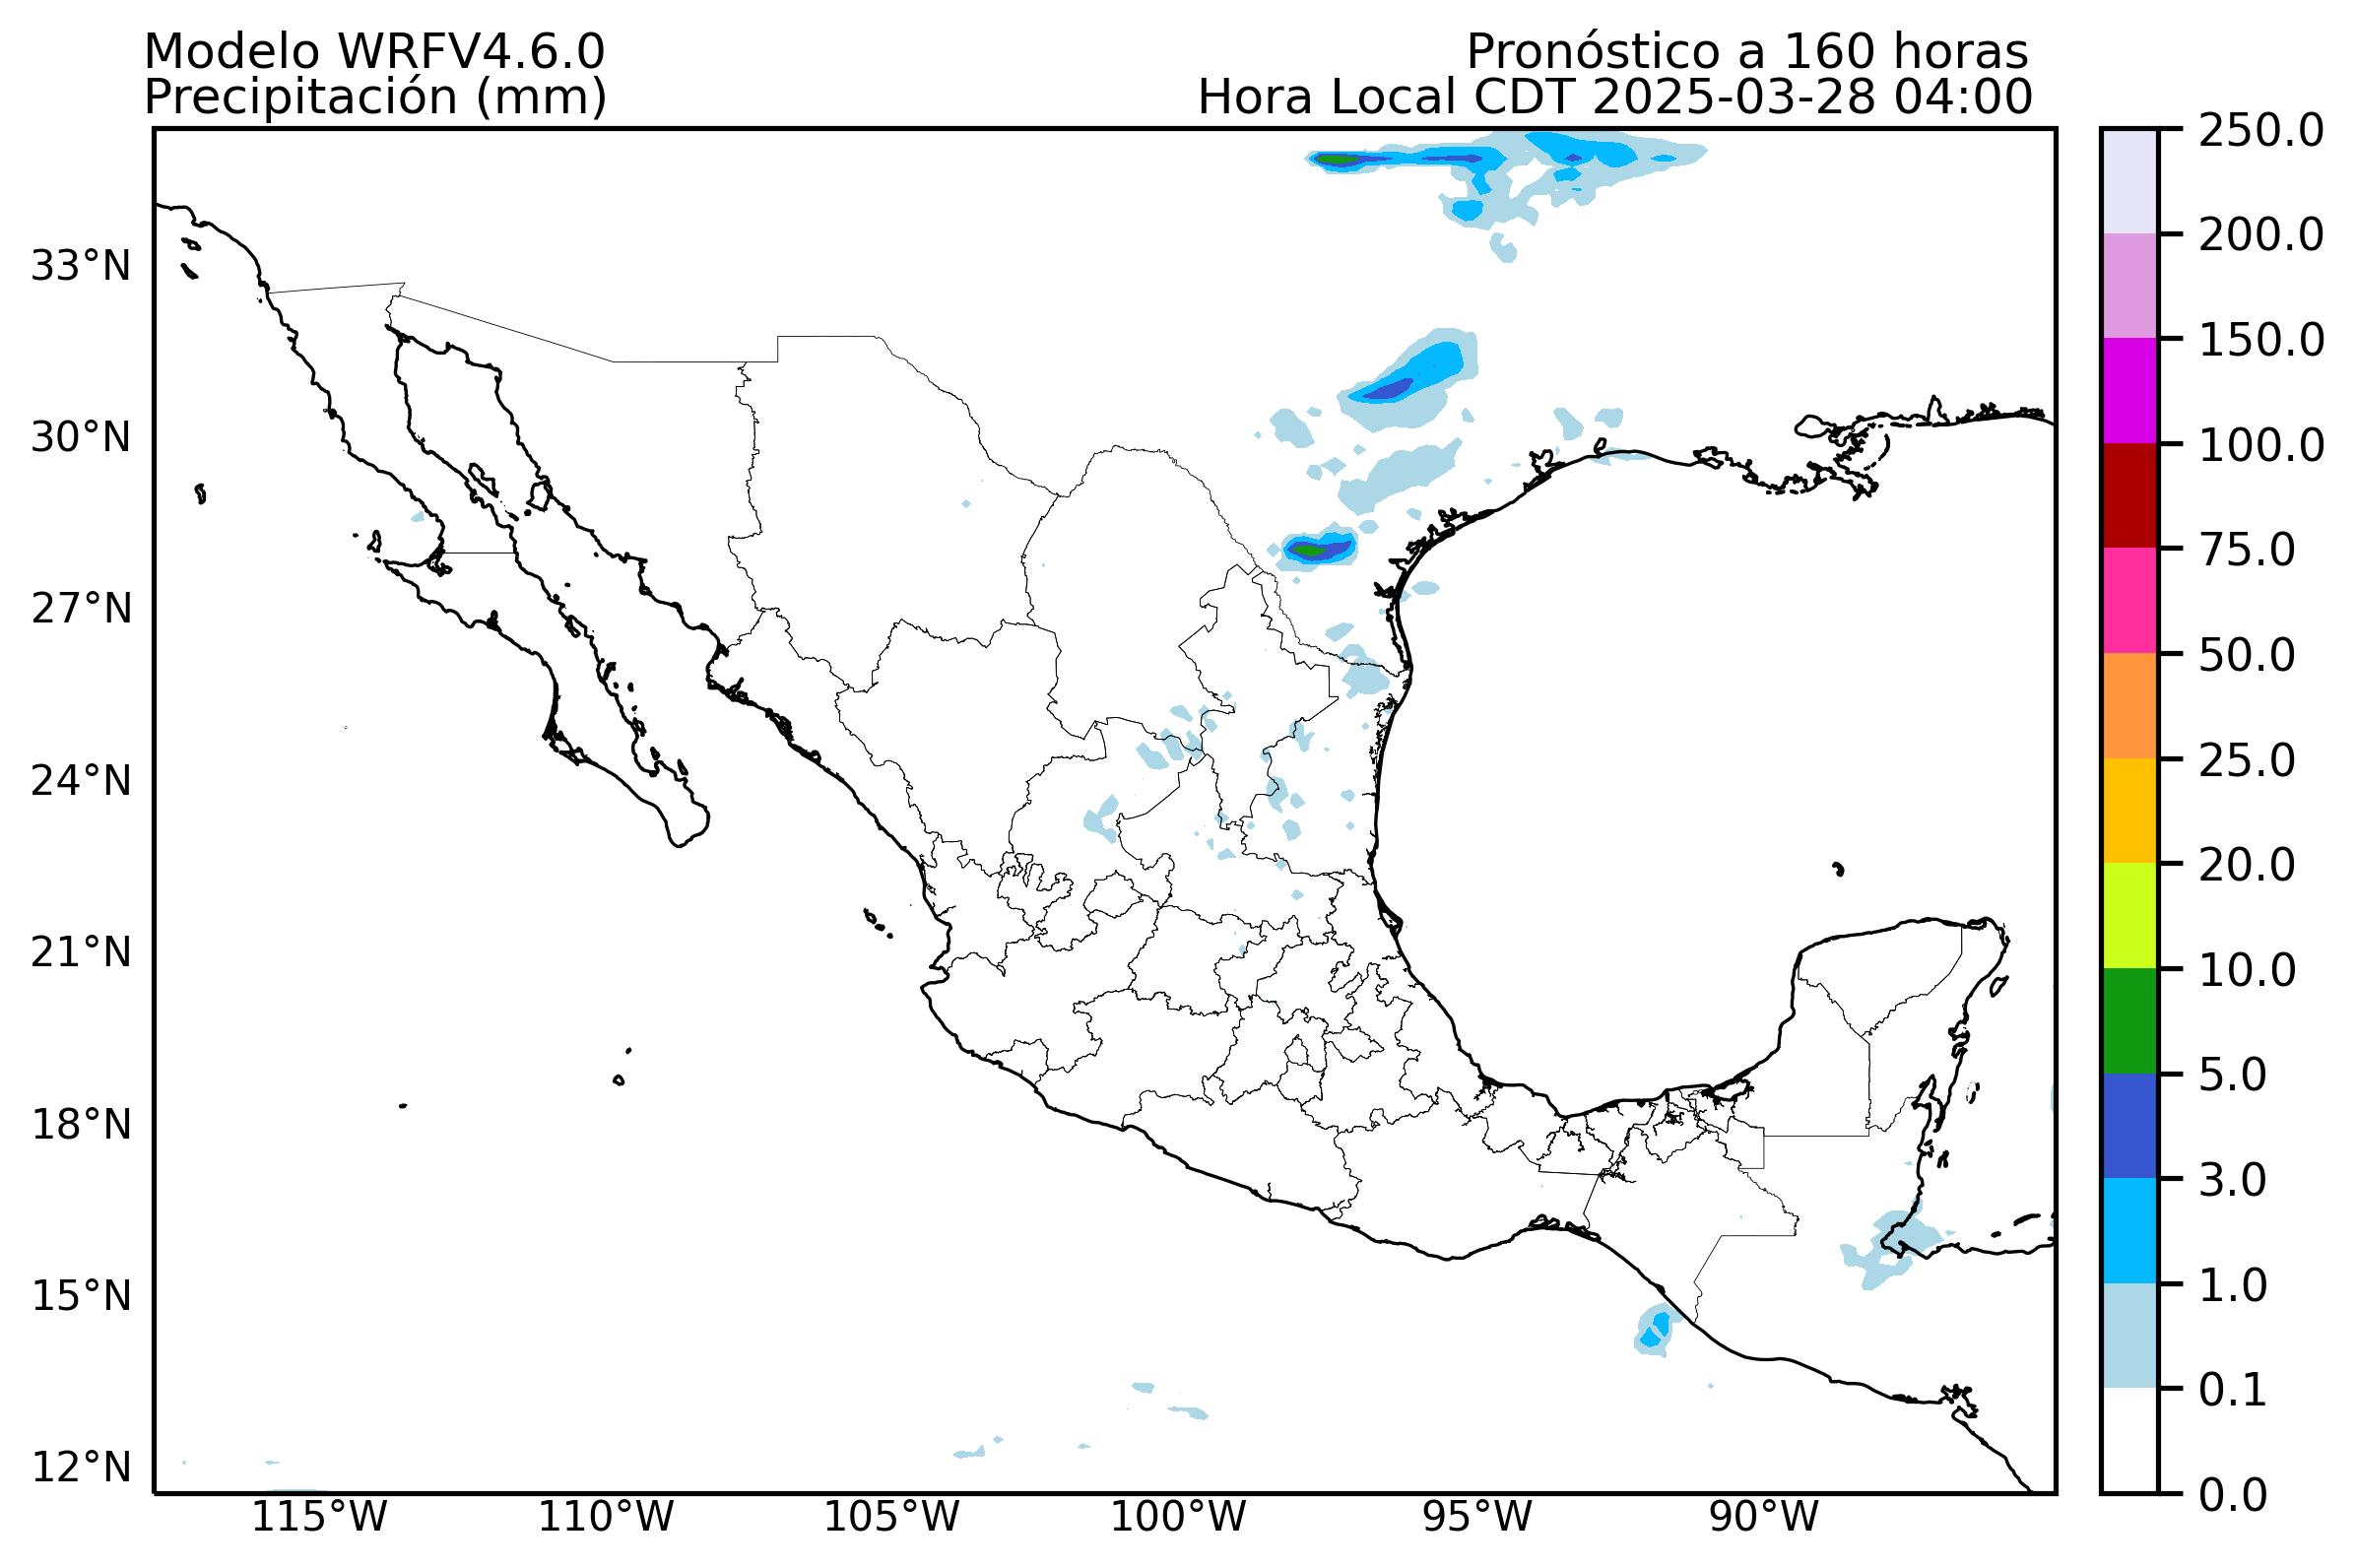 Modelo WRFV4.6.0
Pronóstico a 160 horas
Precipitación (mm)
Hora Local CDT 2025-03-28 04:00
33°N
30°N
27°N
24°N
21°N
18°N
15°N
12°N
115°W
110°W
105°W
100°W
95°W
90°W
250.0
200.0
150.0
100.0
75.0
50.0
25.0
20.0
10.0
5.0
3.0
1.0
0.1
0.0